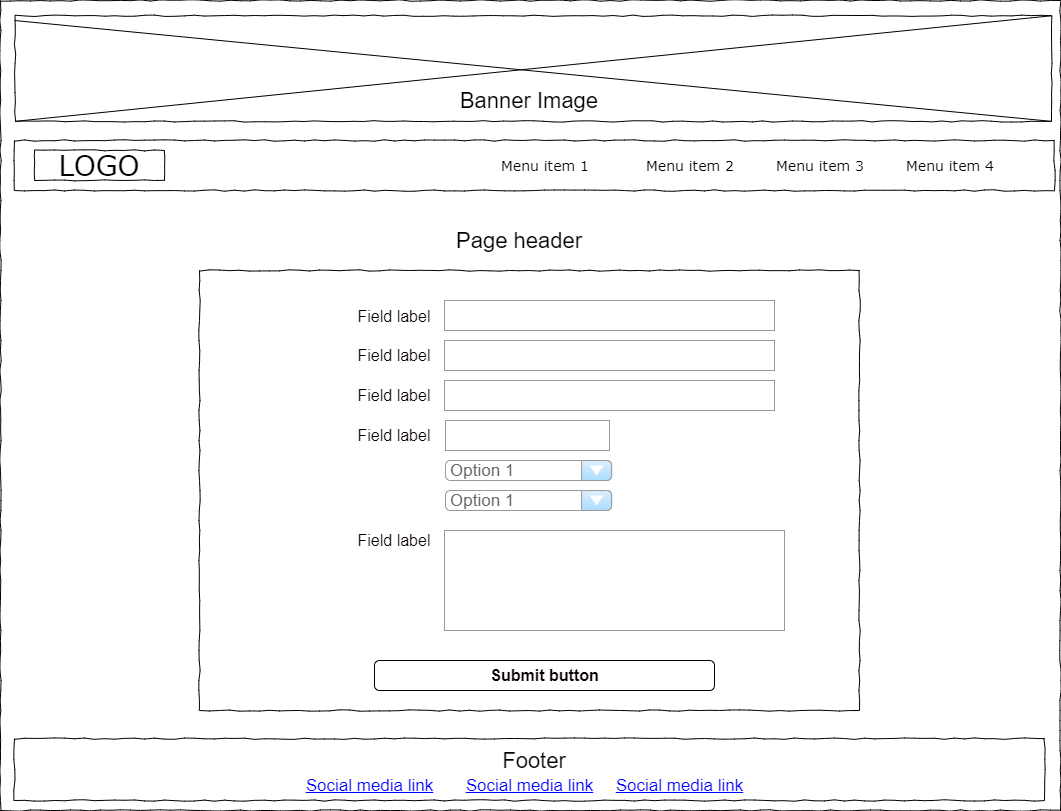 Banner Image
LOGO Menu item 1 Menu item 2 Menu item 3 Menu item 4
Page header
Field label
Field label
Field label
Field label
Option 1
Option 1
Field label
Submit button
Footer
Social media link Social media link Social media link